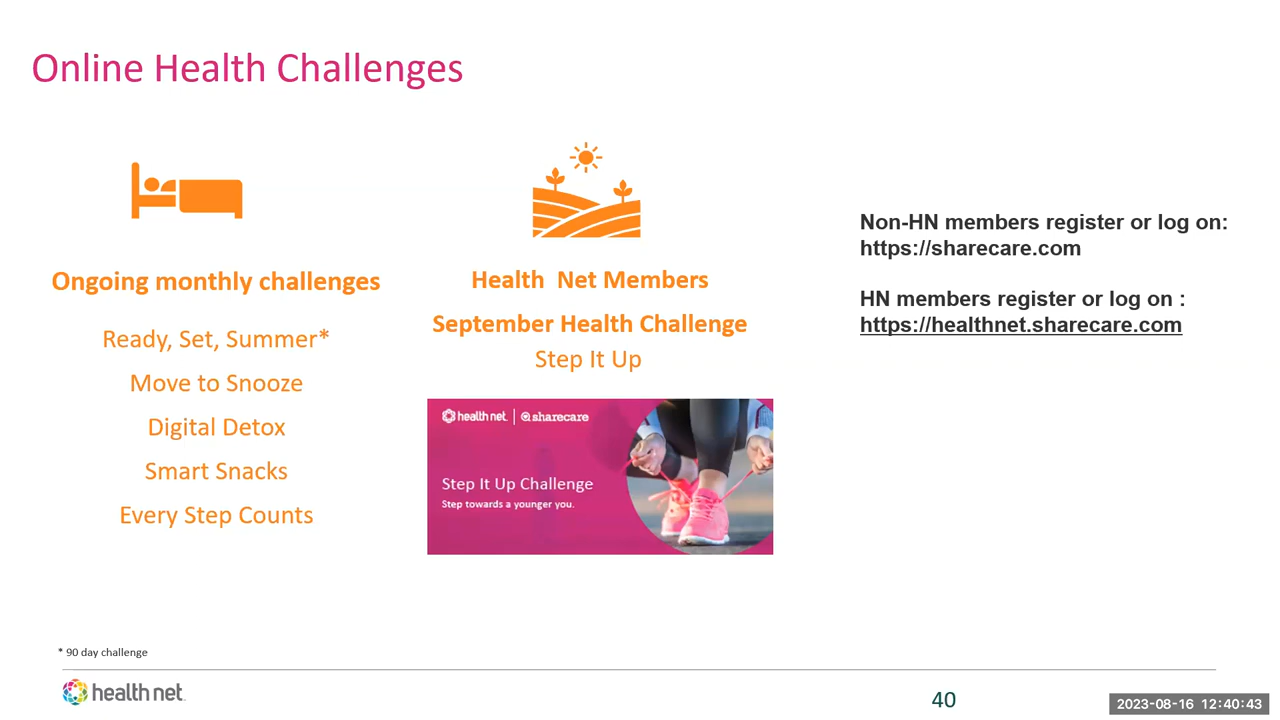 Online Health Challenges
Ongoing monthly challenges
Ready, Set, Summer*
Move to Snooze
Digital Detox
Smart Snacks
Every Step Counts
Health  Net Members
September Health Challenge
Step It Up
health net. | sharecare
Step It Up Challenge
Step towards a younger you.
Non-HN members register or log on:
https://sharecare.com
HN members register or log on :
https://healthnet.sharecare.com
* 90 day challenge
health net.
40
2023-08-16 12:40:43